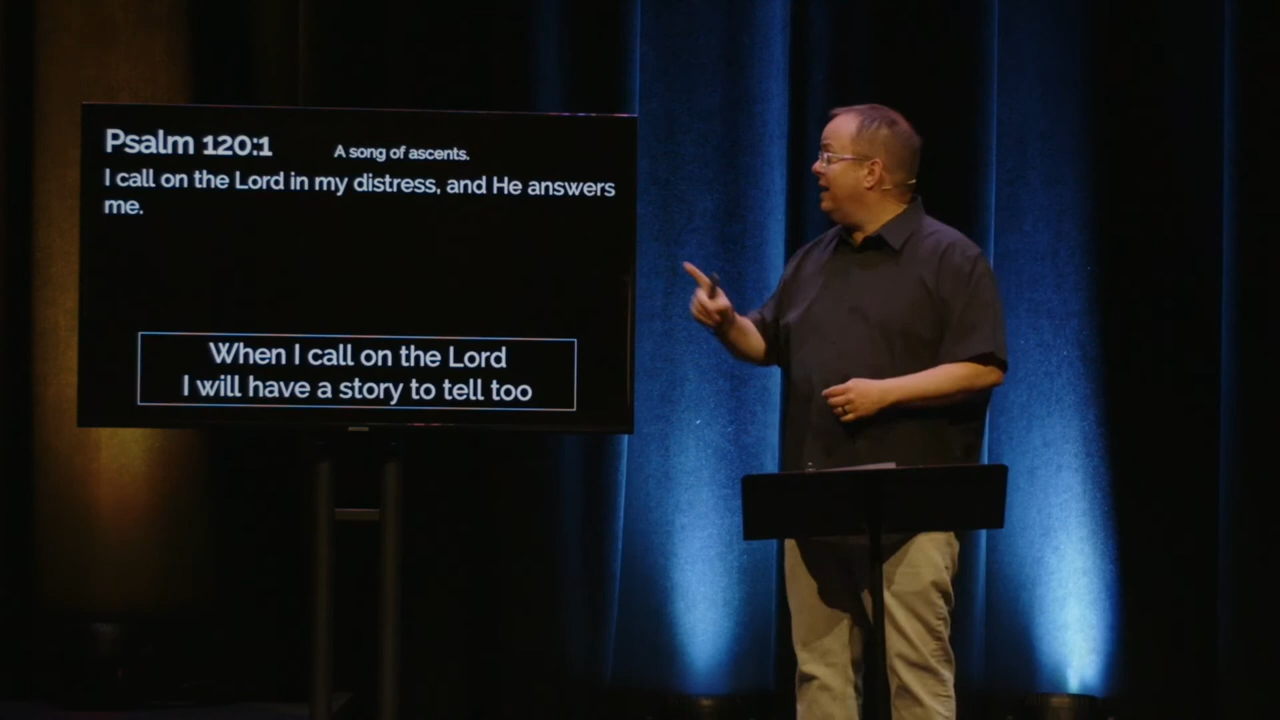 Psalm 120:1 A song of ascents.
I call on the Lord in my distress, and He answers
me.
When I call on the Lord
I will have a story to tell too